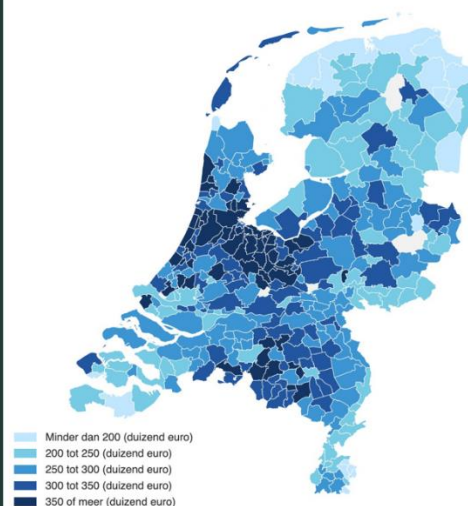 Minder dan 200 (duizend euro)
200 tot 250 (duizend euro)
250 tot 300 (duizend euro)
300 tot 350 (duizend euro)
350 of meer (duizend euro)